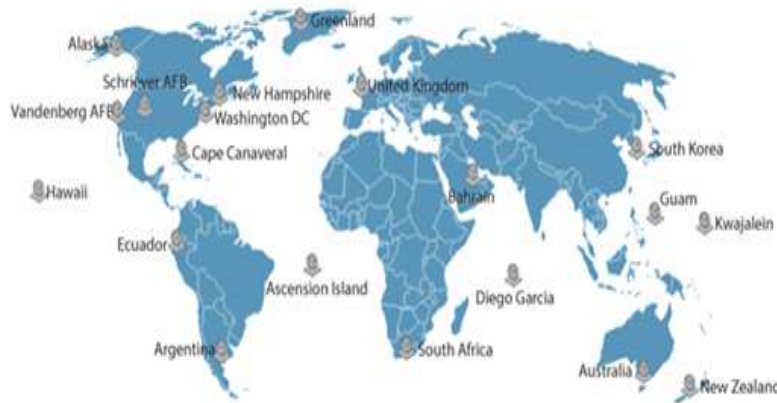 Greenland
Alaska
Schriever AFB
United Kingdom
New Hampshire
Vandenberg AFB
Washington DC
Cape Canaveral
South Korea
Bahrain
Hawaii
Guam
Kwajalein
Ecuador
Ascension Island
Diego Garcia
Argentina
South Africa
Australia
New Zealand